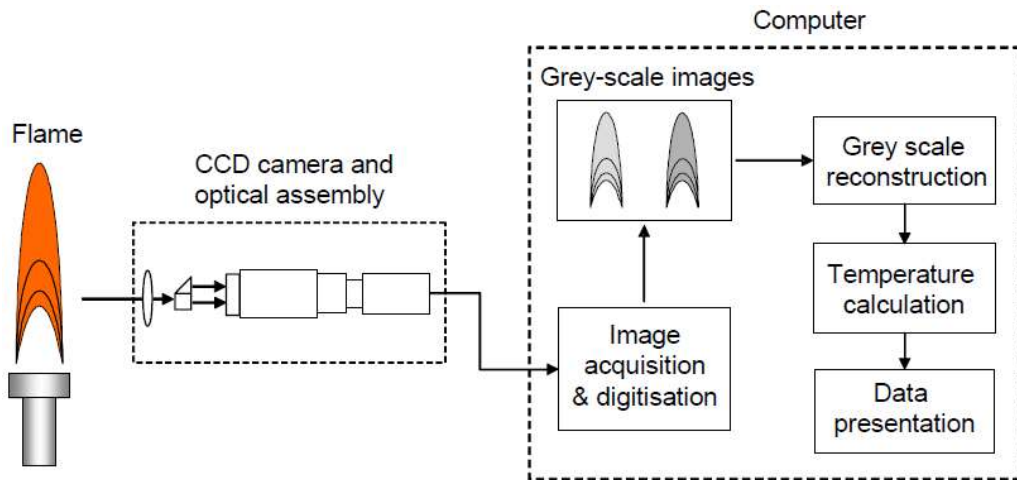 Computer
Grey-scale images
Flame
CCD camera and
optical assembly
Grey scale
reconstruction
Temperature
calculation
Image
acquisition
& digitisation
Data
presentation